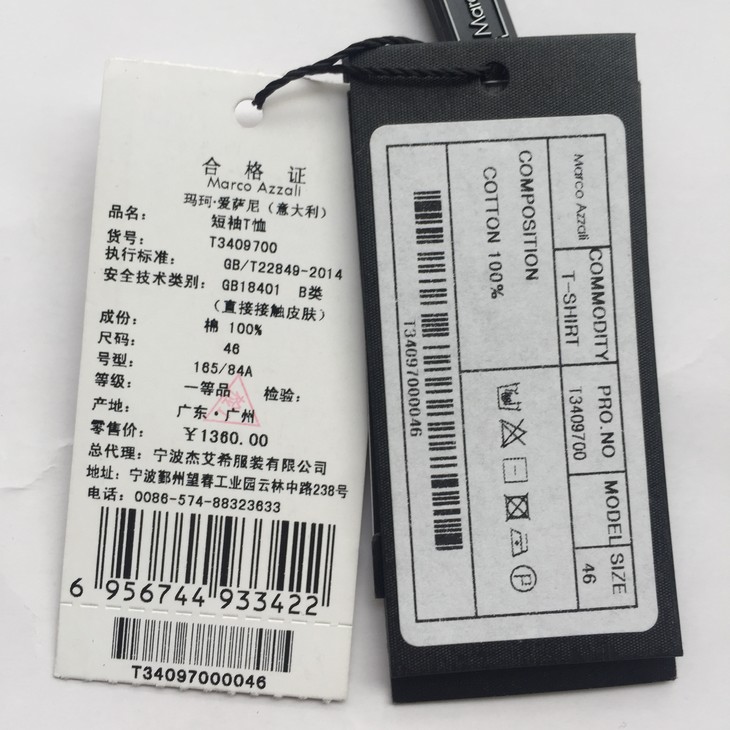 合格证
Marco Azzali
玛珂·爱萨尼（意大利）
品名： 短袖T恤
货号： T3409700
执行标准： GB/T22849-2014
安全技术类别： GB18401 B类
（直接接触皮肤）
成份： 棉 100%
尺码： 46
号型： 165/84A
等级： 一等品 检验：
产地： 广东·广州
零售价： ￥1360.00
总代理：宁波杰艾希服装有限公司
地址：宁波鄞州望春工业园云林中路238号
电话：0086-574-88323633
6 956744 933422
T34097000046
Marco Azzali
COMMODITY
T-SHIRT
PRO.NO
T3409700
MODEL SIZE
46
COMPOSITION
COTTON 100%
P
T34097000046
Marc